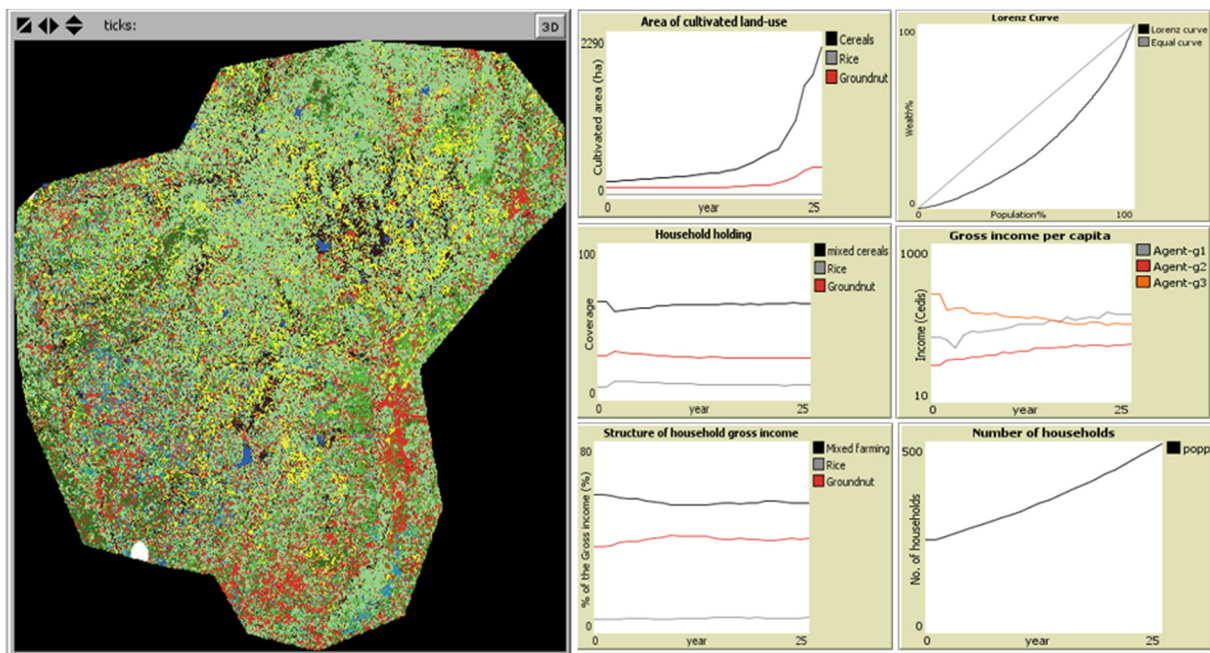 ticks:
3D
Area of cultivated land-use
2290
Cultivated area (ha)
0
0
year
25
Cereals
Rice
Groundnut
Lorenz Curve
100
Wealth%
0
0
Population%
100
Lorenz curve
Equal curve
Household holding
100
Coverage
0
0
year
25
mixed cereals
Rice
Groundnut
Gross income per capita
1000
Income (Cedis)
10
0
year
25
Agent-g1
Agent-g2
Agent-g3
Structure of household gross income
80
% of the Gross income (%)
0
0
year
25
Mixed farming
Rice
Groundnut
Number of households
500
No. of households
0
0
year
25
popp